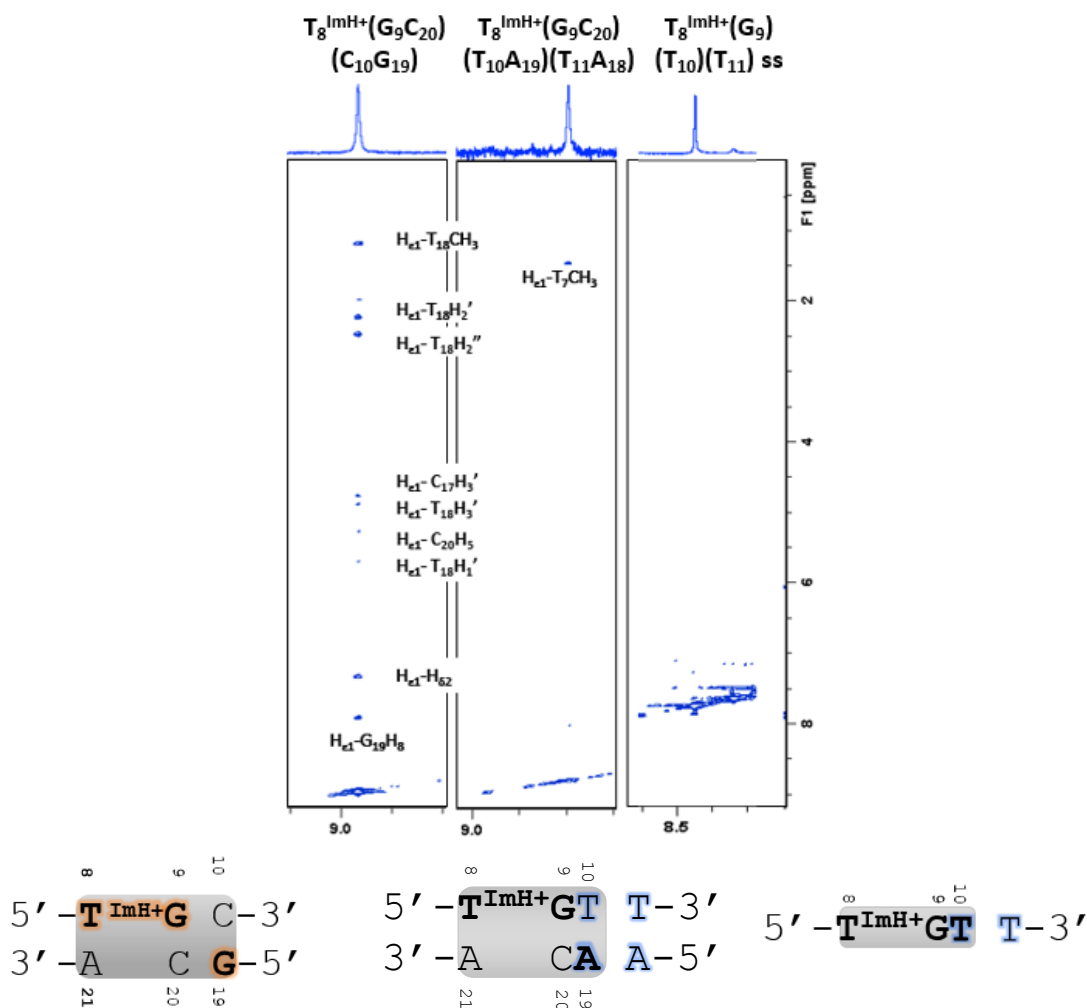 T₈ᴵᵐᴴ⁺(G₉C₂₀)
(C₁₀G₁₉)
T₈ᴵᵐᴴ⁺(G₉C₂₀)
(T₁₀A₁₉)(T₁₁A₁₈)
T₈ᴵᵐᴴ⁺(G₉)
(T₁₀)(T₁₁) ss
Hε₁-T₁₈CH₃
Hε₁-T₁₈H₂′
Hε₁-T₁₈H₂″
Hε₁-C₁₇H₃′
Hε₁-T₁₈H₃′
Hε₁-C₂₀H₅
Hε₁-T₁₈H₁′
Hε₁-Hδ₂
Hε₁-G₁₉H₈
Hε₁-T₇CH₃
F1 [ppm]
2
4
6
8
9.0
9.0
8.5
8 9 10
5′-T ImH+G C-3′
3′-A C G-5′
21 20 19
8 9 10
5′-TImH+GT T-3′
3′-A CA A-5′
21 20 19
8 9 10
5′-TImH+GT T-3′